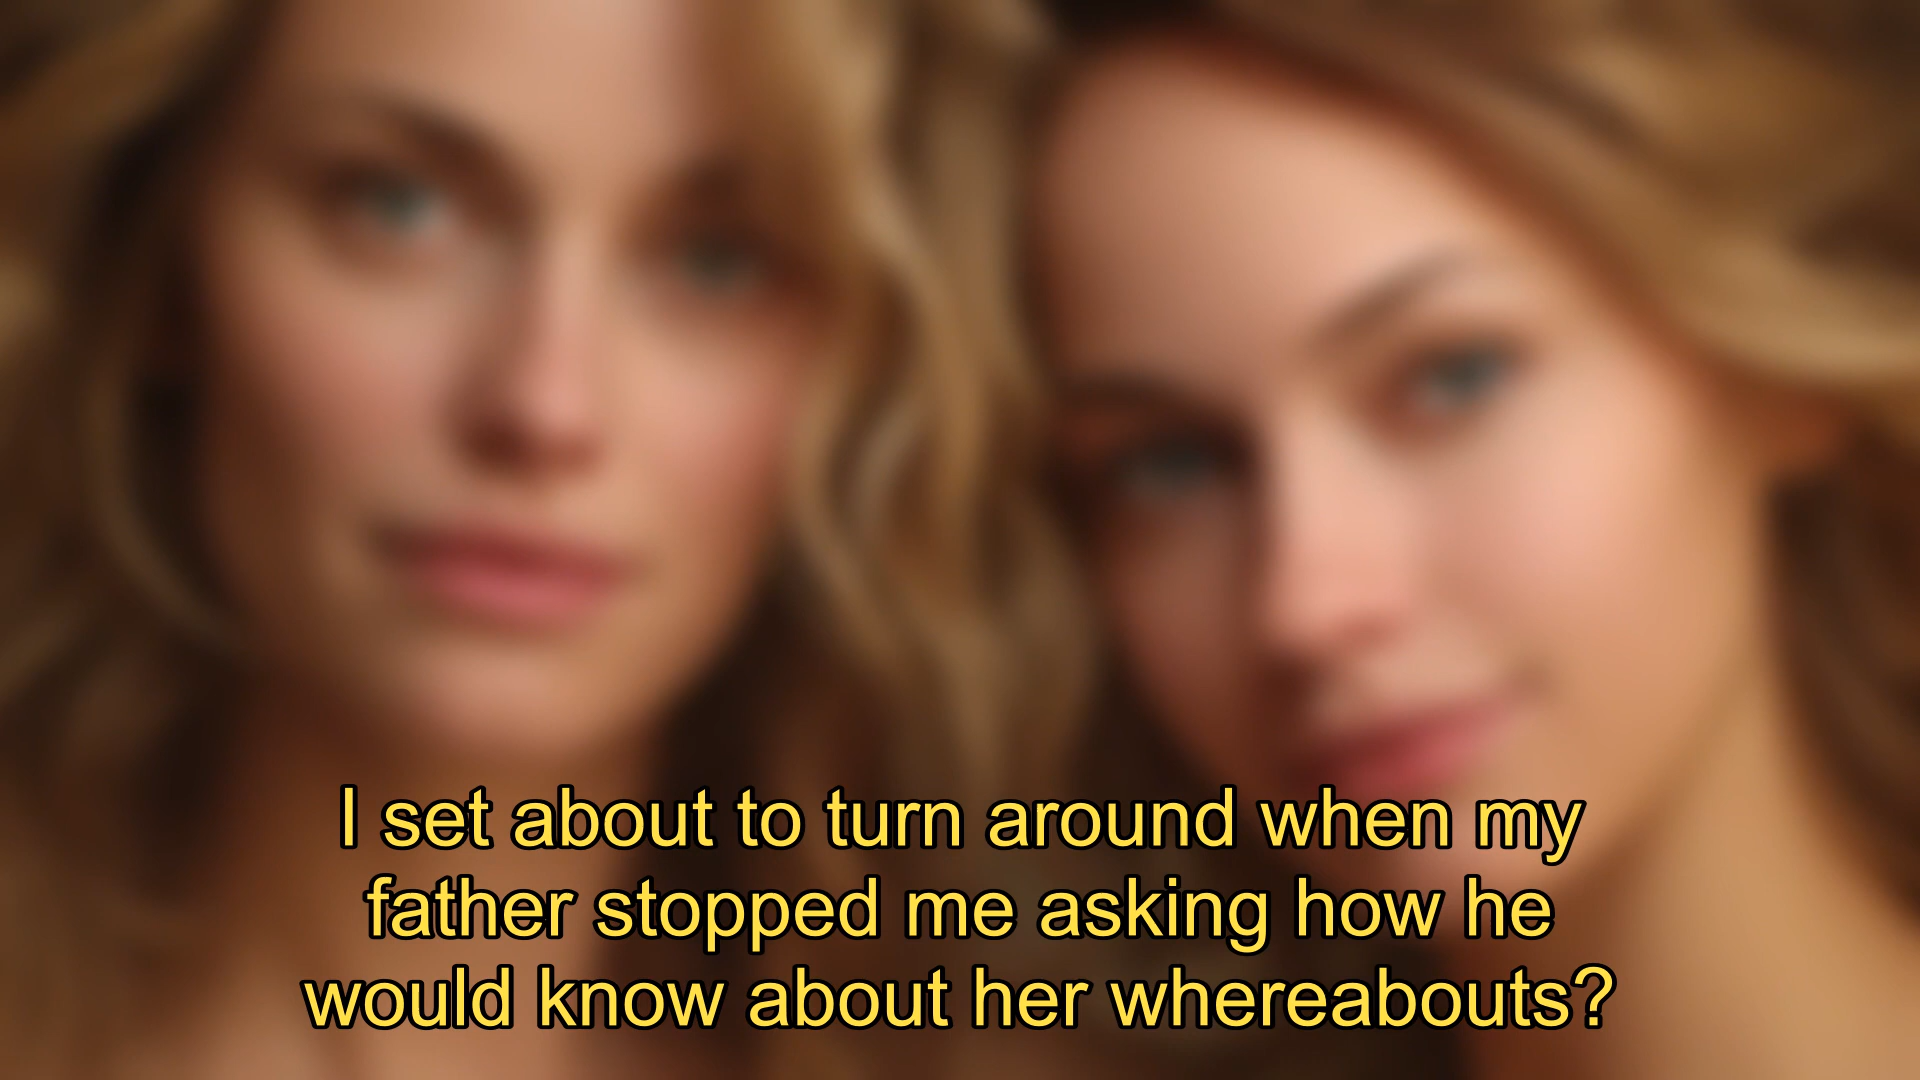 I set about to turn around when my
father stopped me asking how he
would know about her whereabouts?